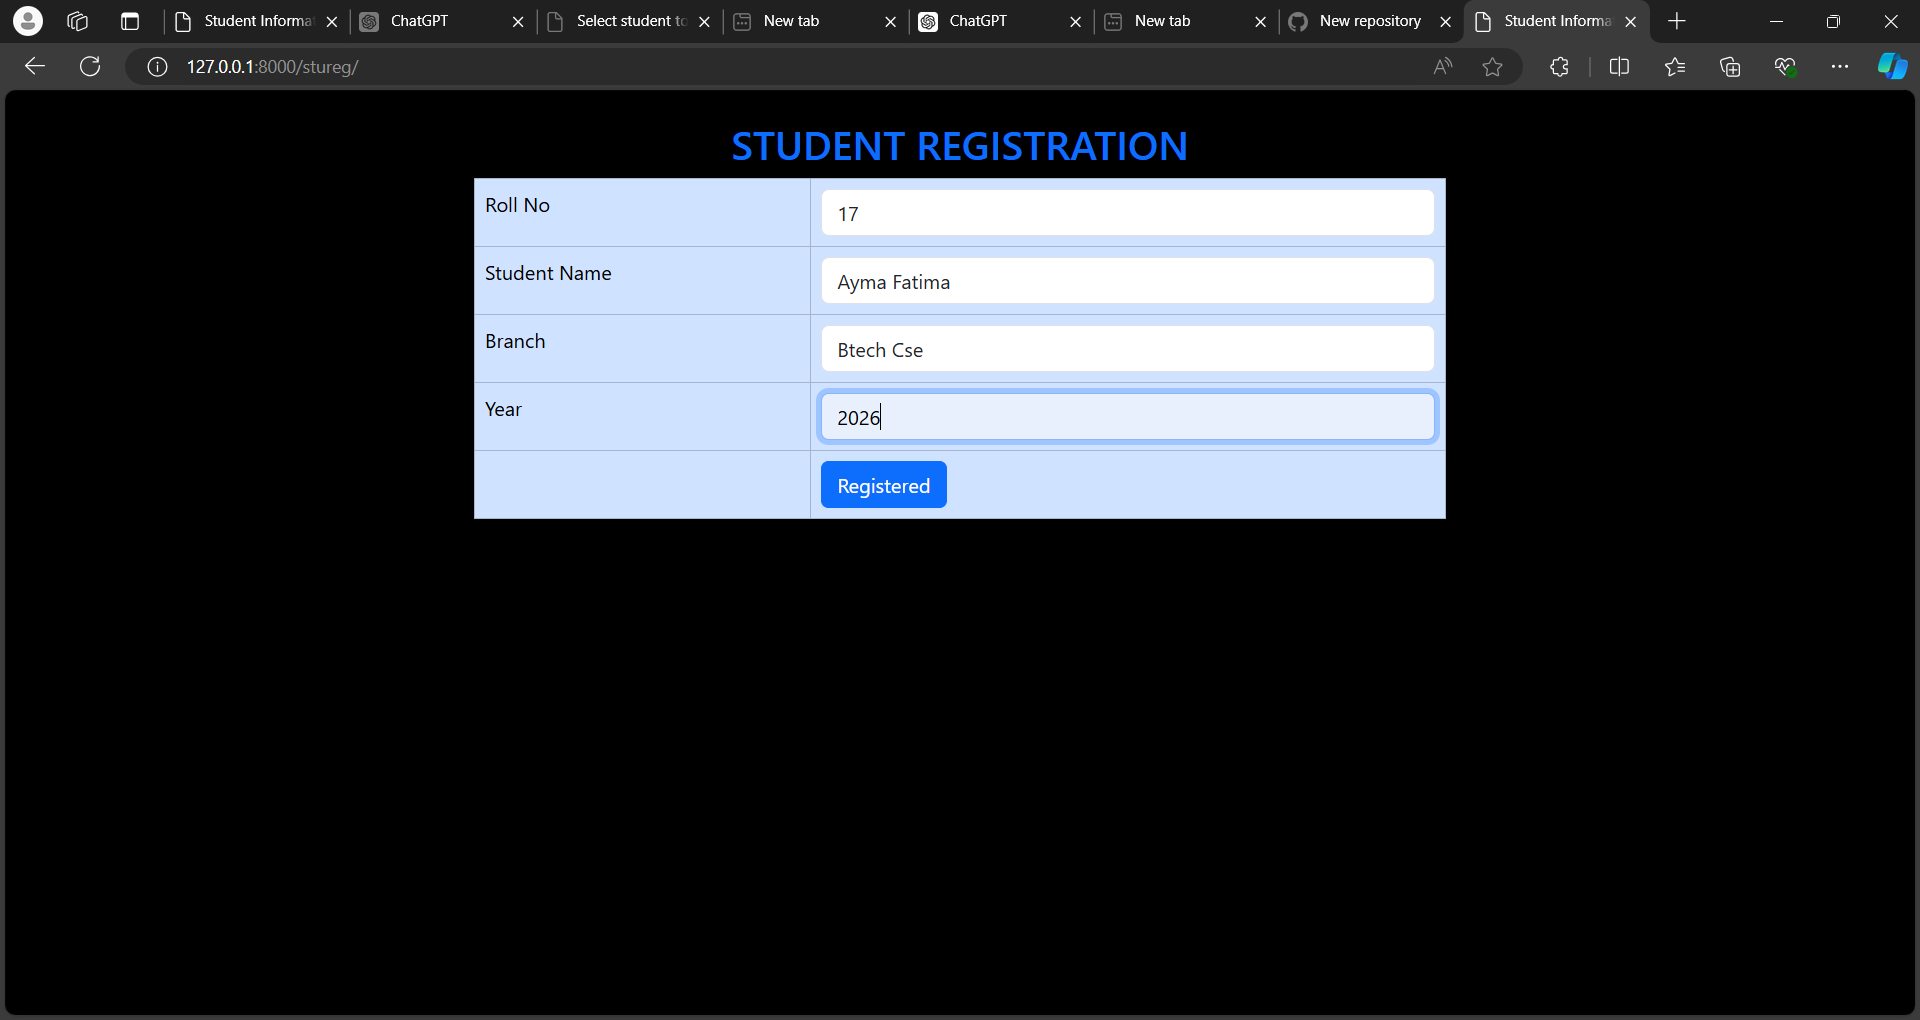 Student Informa
ChatGPT
Select student to
New tab
ChatGPT
New tab
New repository
Student Informa
127.0.0.1:8000/stureg/
STUDENT REGISTRATION
Roll No 17
Student Name Ayma Fatima
Branch Btech Cse
Year 2026
Registered